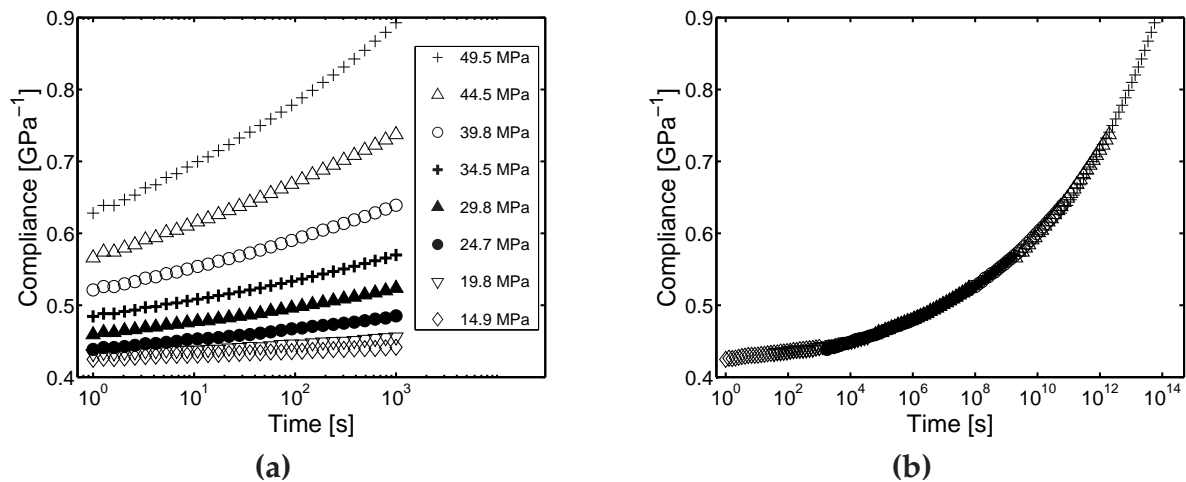 0.9
0.8
0.7
0.6
0.5
0.4
Compliance [GPa⁻¹]
10⁰ 10¹ 10² 10³
Time [s]
49.5 MPa
44.5 MPa
39.8 MPa
34.5 MPa
29.8 MPa
24.7 MPa
19.8 MPa
14.9 MPa
(a)
0.9
0.8
0.7
0.6
0.5
0.4
Compliance [GPa⁻¹]
10⁰ 10² 10⁴ 10⁶ 10⁸ 10¹⁰ 10¹² 10¹⁴
Time [s]
(b)